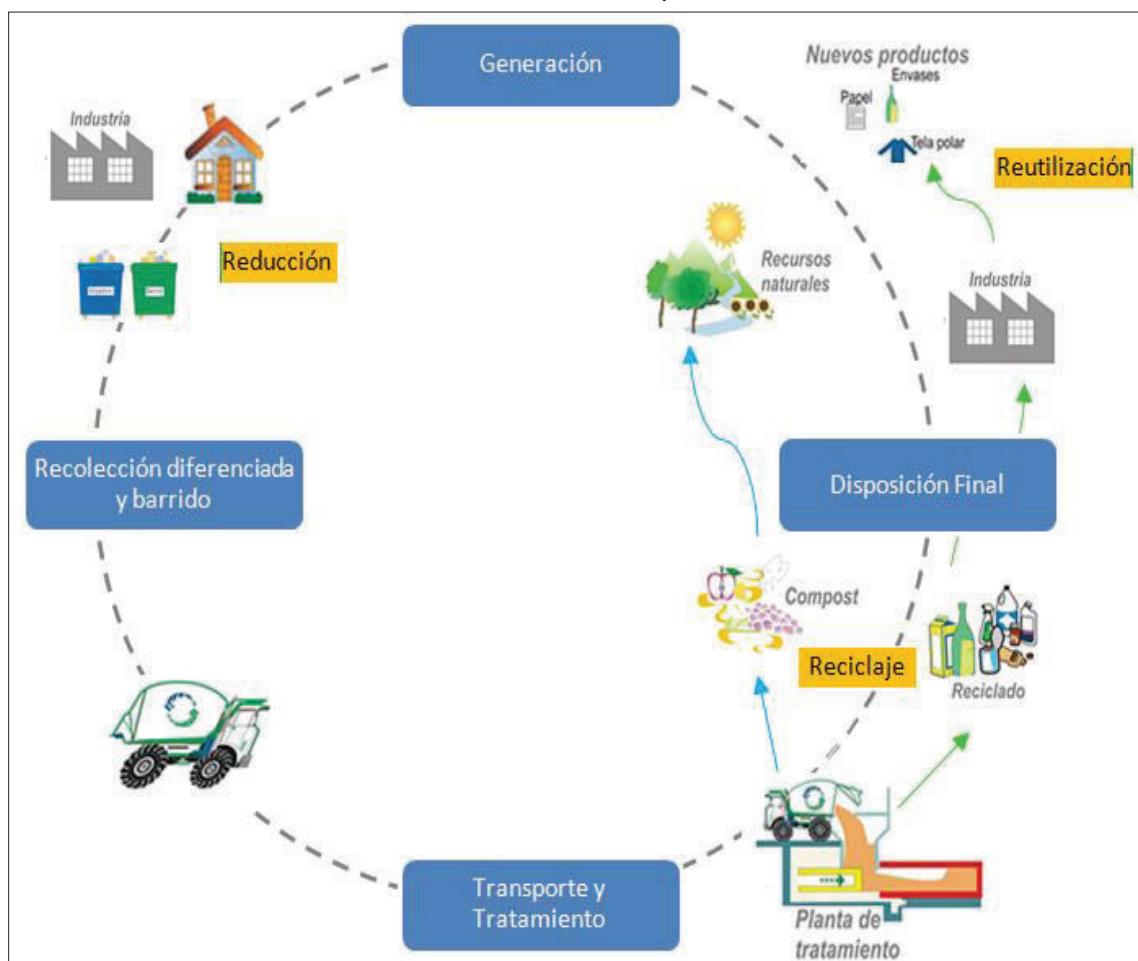 Generación
Nuevos productos
Envases
Papel
Tela polar
Reutilización
Industria
Reducción
Recursos
naturales
Industria
Recolección diferenciada
y barrido
Disposición Final
Compost
Reciclaje
Reciclado
Transporte y
Tratamiento
Planta de
tratamiento